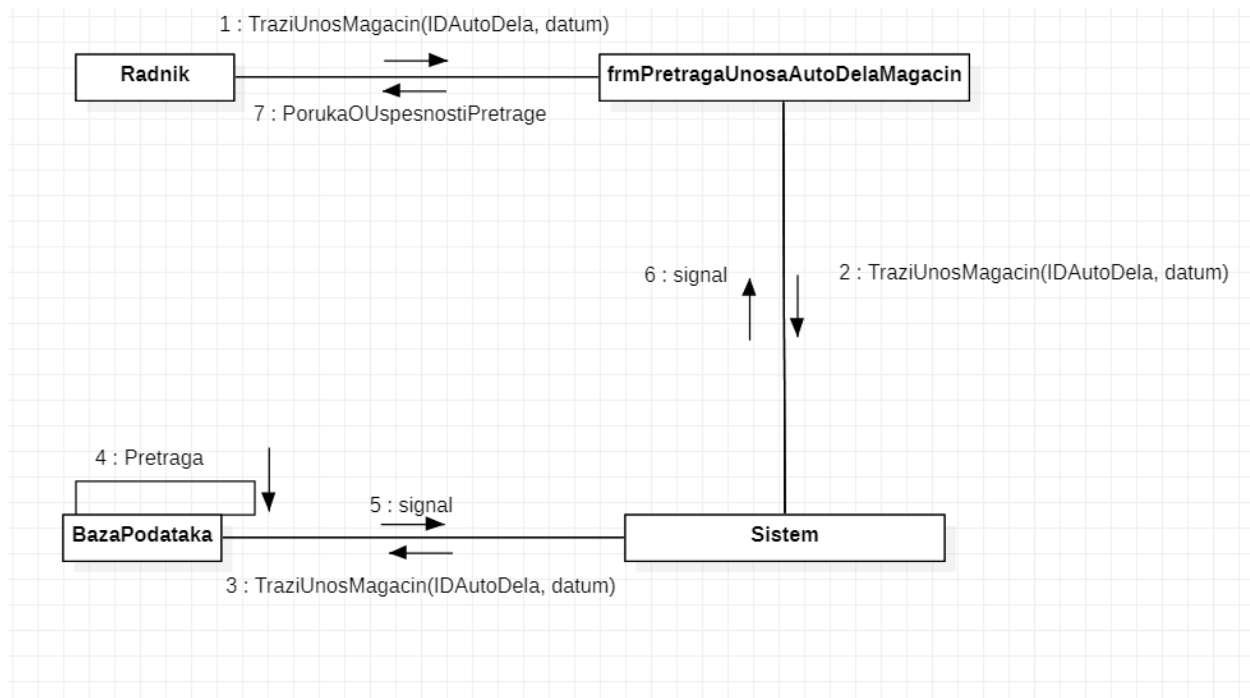 1 : TraziUnosMagacin(IDAutoDela, datum)
Radnik
frmPretragaUnosaAutoDelaMagacin
7 : PorukaOUspesnostiPretrage
6 : signal
2 : TraziUnosMagacin(IDAutoDela, datum)
4 : Pretraga
5 : signal
BazaPodataka
Sistem
3 : TraziUnosMagacin(IDAutoDela, datum)